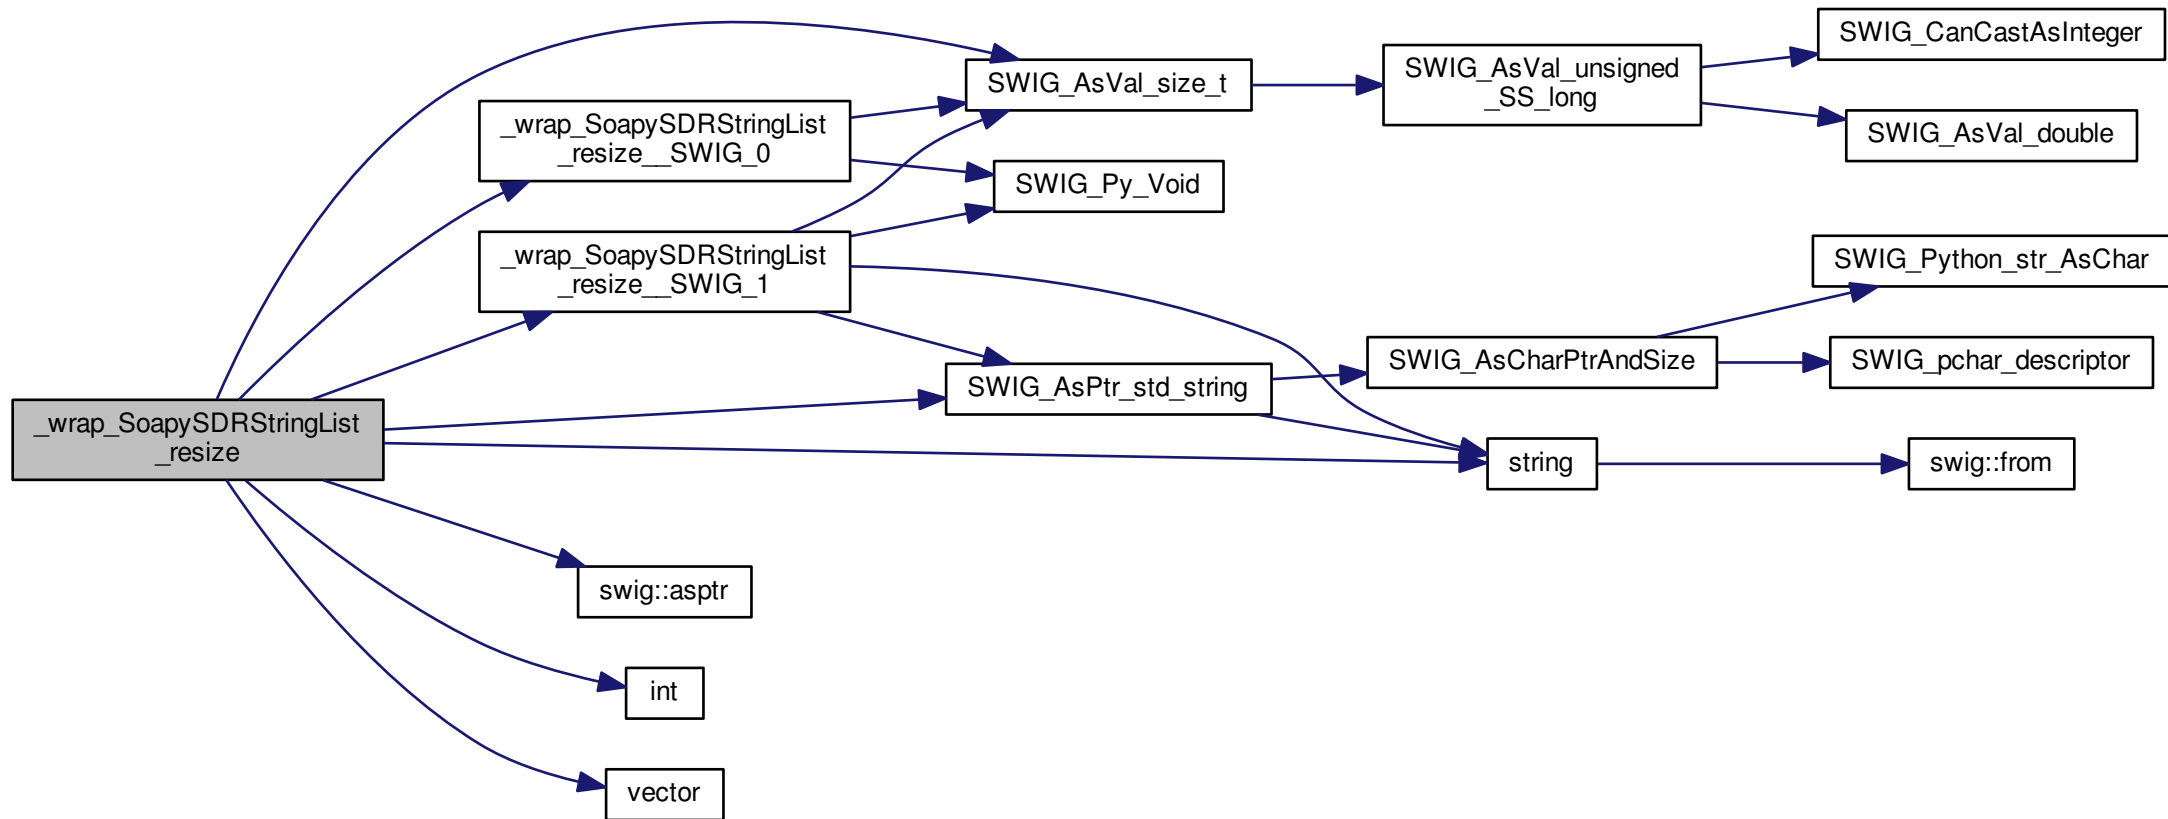 _wrap_SoapySDRStringList
_resize
_wrap_SoapySDRStringList
_resize__SWIG_0
_wrap_SoapySDRStringList
_resize__SWIG_1
SWIG_AsVal_size_t
SWIG_AsVal_unsigned
_SS_long
SWIG_CanCastAsInteger
SWIG_AsVal_double
SWIG_Py_Void
SWIG_AsPtr_std_string
SWIG_AsCharPtrAndSize
SWIG_Python_str_AsChar
SWIG_pchar_descriptor
string
swig::from
swig::asptr
int
vector